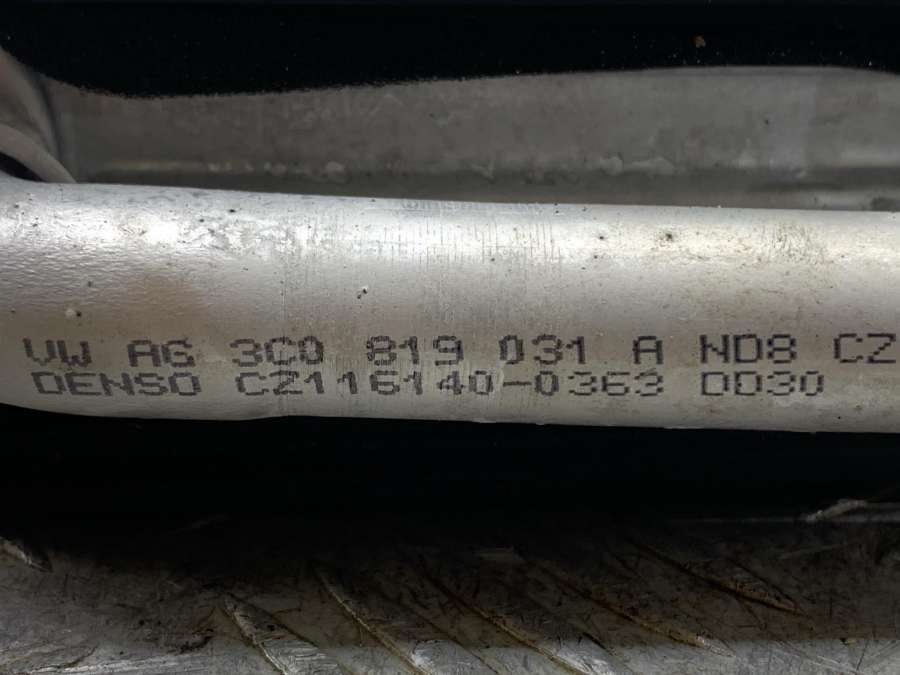 VW AG 3C0 819 031 A ND8 CZ
DENSO CZ116140-0363 DD30